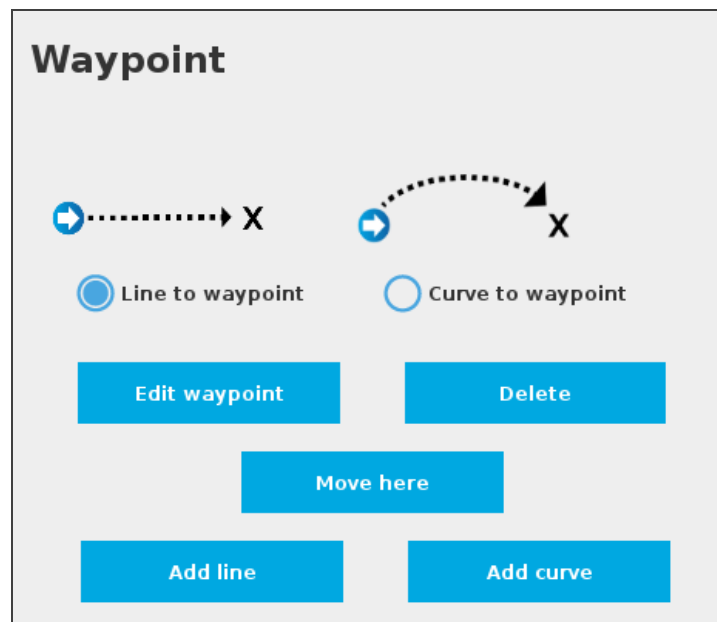 Waypoint
X
X
Line to waypoint
Curve to waypoint
Edit waypoint
Delete
Move here
Add line
Add curve